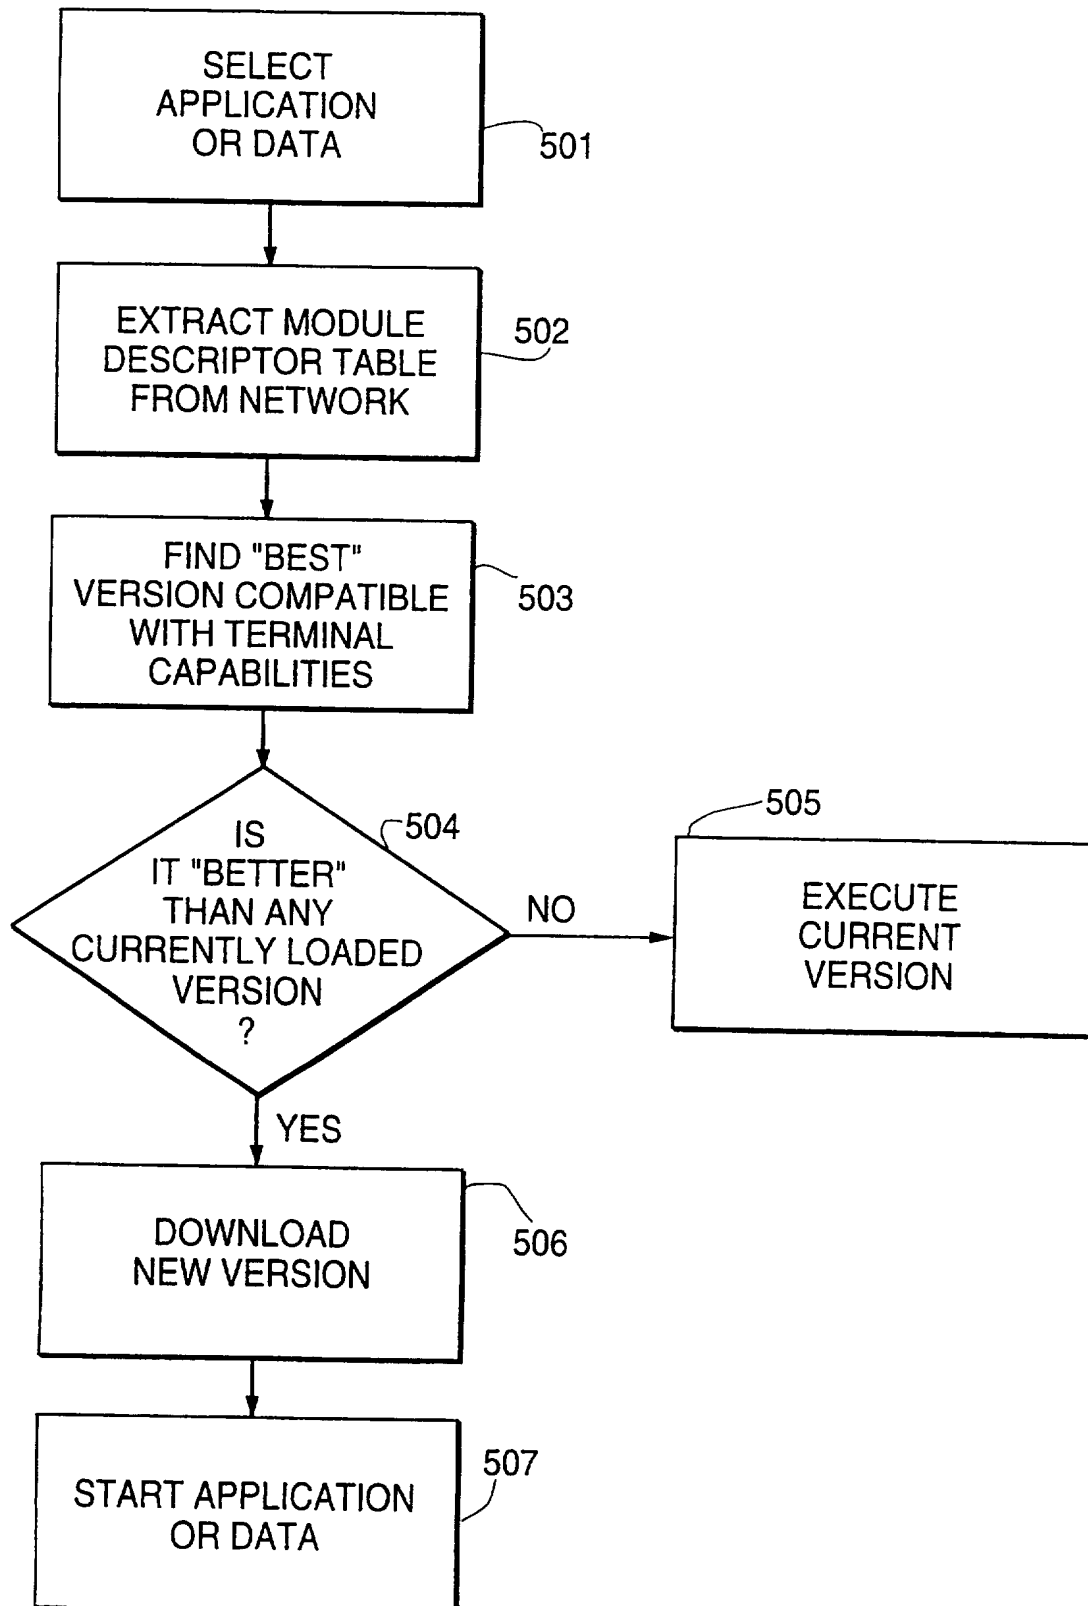 SELECT
APPLICATION
OR DATA
501
EXTRACT MODULE
DESCRIPTOR TABLE
FROM NETWORK
502
FIND "BEST"
VERSION COMPATIBLE
WITH TERMINAL
CAPABILITIES
503
IS
IT "BETTER"
THAN ANY
CURRENTLY LOADED
VERSION
?
504
NO
505
EXECUTE
CURRENT
VERSION
YES
DOWNLOAD
NEW VERSION
506
START APPLICATION
OR DATA
507